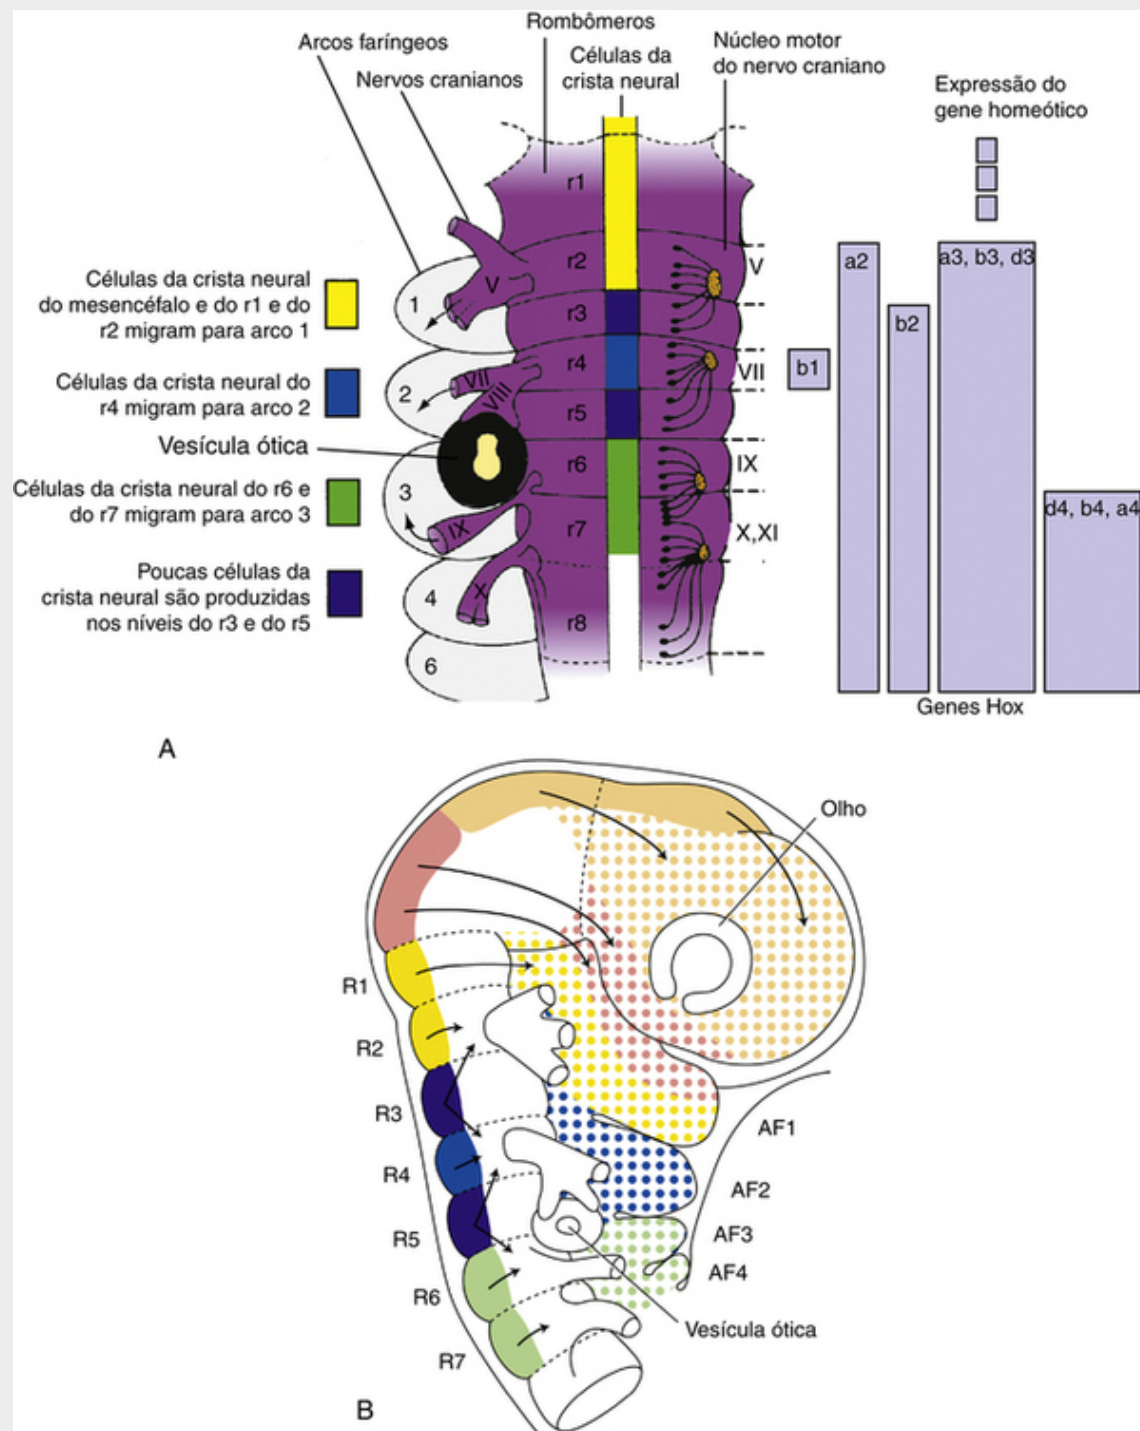 Rombômeros
Arcos faríngeos
Nervos cranianos
Células da
crista neural
Núcleo motor
do nervo craniano
Expressão do
gene homeótico
Células da crista neural
do mesencéfalo e do r1 e do
r2 migram para arco 1
Células da crista neural do
r4 migram para arco 2
Vesícula ótica
Células da crista neural do r6 e
do r7 migram para arco 3
Poucas células da
crista neural são produzidas
nos níveis do r3 e do r5
1
2
3
4
6
V
VII
VIII
IX
X
r1
r2
r3
r4
r5
r6
r7
r8
V
VII
IX
X,XI
b1
a2
b2
a3, b3, d3
d4, b4, a4
Genes Hox
A
Olho
R1
R2
R3
R4
R5
R6
R7
AF1
AF2
AF3
AF4
Vesícula ótica
B